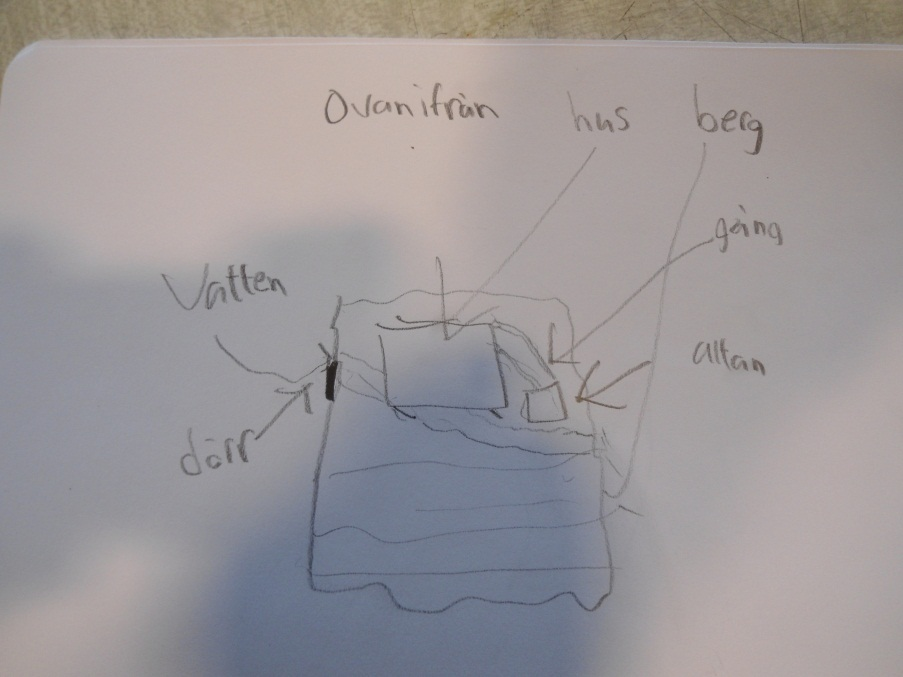 Ovanifrån hus berg
gång
Vatten
altan
dörr